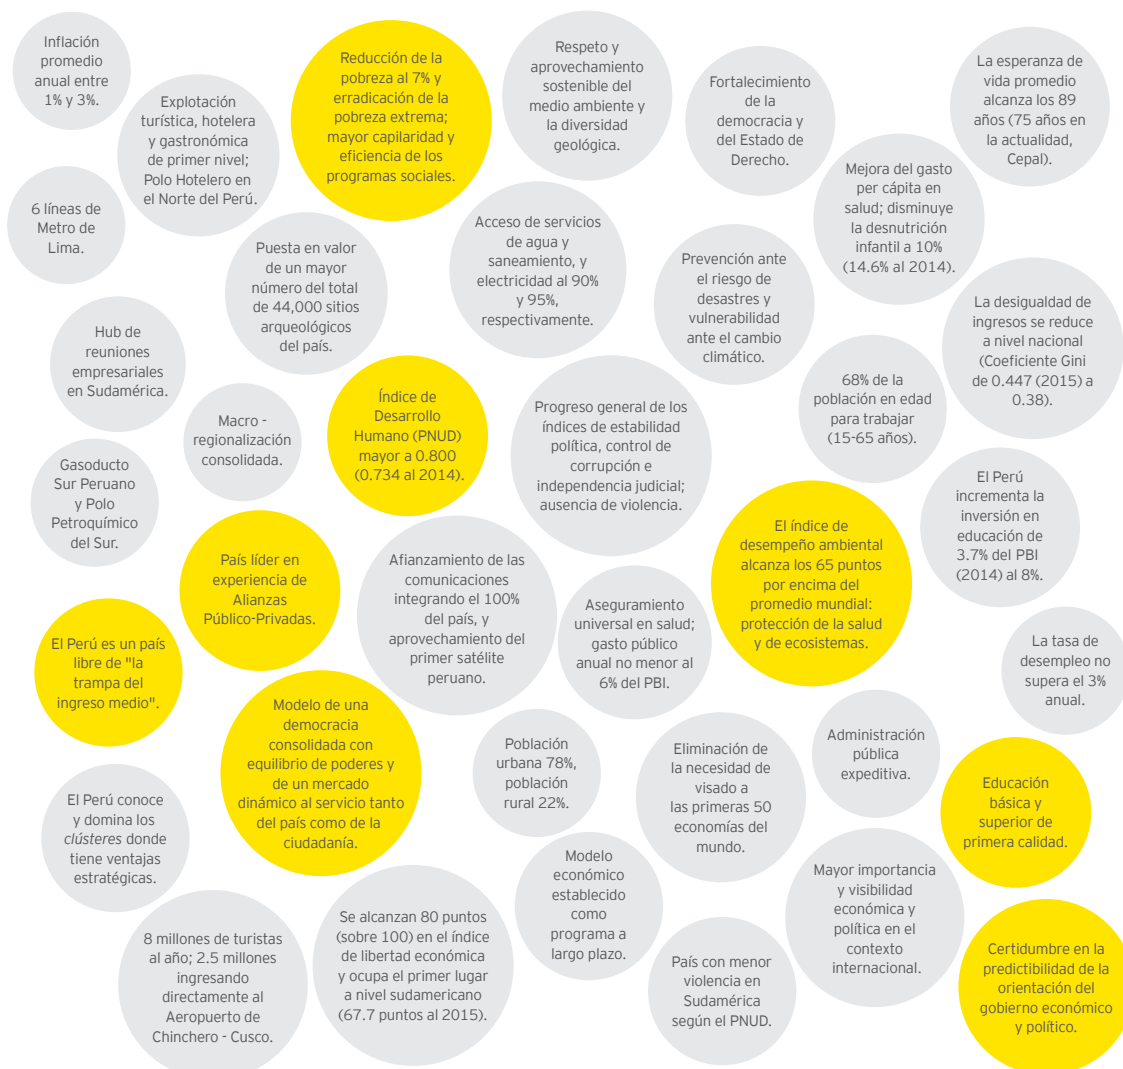 Inflación
promedio
anual entre
1% y 3%.
Explotación
turística, hotelera
y gastronómica
de primer nivel;
Polo Hotelero en
el Norte del Perú.
Reducción de la
pobreza al 7% y
erradicación de la
pobreza extrema;
mayor capilaridad y
eficiencia de los
programas sociales.
Respeto y
aprovechamiento
sostenible del
medio ambiente y
la diversidad
geológica.
Fortalecimiento
de la
democracia y
del Estado de
Derecho.
La esperanza de
vida promedio
alcanza los 89
años (75 años en
la actualidad,
Cepal).
6 líneas de
Metro de
Lima.
Puesta en valor
de un mayor
número del total
de 44,000 sitios
arqueológicos
del país.
Acceso de servicios
de agua y
saneamiento, y
electricidad al 90%
y 95%,
respectivamente.
Prevención ante
el riesgo de
desastres y
vulnerabilidad
ante el cambio
climático.
Mejora del gasto
per cápita en
salud; disminuye
la desnutrición
infantil a 10%
(14.6% al 2014).
La desigualdad de
ingresos se reduce
a nivel nacional
(Coeficiente Gini
de 0.447 (2015) a
0.38).
Hub de
reuniones
empresariales
en Sudamérica.
Macro -
regionalización
consolidada.
Índice de
Desarrollo
Humano (PNUD)
mayor a 0.800
(0.734 al 2014).
Progreso general de los
índices de estabilidad
política, control de
corrupción e
independencia judicial;
ausencia de violencia.
68% de la
población en edad
para trabajar
(15-65 años).
Gasoducto
Sur Peruano
y Polo
Petroquímico
del Sur.
País líder en
experiencia de
Alianzas
Público-Privadas.
Afianzamiento de las
comunicaciones
integrando el 100%
del país, y
aprovechamiento del
primer satélite
peruano.
Aseguramiento
universal en salud;
gasto público
anual no menor al
6% del PBI.
El índice de
desempeño ambiental
alcanza los 65 puntos
por encima del
promedio mundial:
protección de la salud
y de ecosistemas.
El Perú
incrementa la
inversión en
educación de
3.7% del PBI
(2014) al 8%.
El Perú es un país
libre de "la
trampa del
ingreso medio".
Modelo de una
democracia
consolidada con
equilibrio de poderes y
de un mercado
dinámico al servicio tanto
del país como de la
ciudadanía.
Población
urbana 78%,
población
rural 22%.
Eliminación de
la necesidad de
visado a
las primeras 50
economías del
mundo.
Administración
pública
expeditiva.
La tasa de
desempleo no
supera el 3%
anual.
El Perú conoce
y domina los
clústeres donde
tiene ventajas
estratégicas.
Modelo
económico
establecido
como
programa a
largo plazo.
Mayor importancia
y visibilidad
económica y
política en el
contexto
internacional.
Educación
básica y
superior de
primera calidad.
8 millones de turistas
al año; 2.5 millones
ingresando
directamente al
Aeropuerto de
Chinchero - Cusco.
Se alcanzan 80 puntos
(sobre 100) en el índice
de libertad económica
y ocupa el primer lugar
a nivel sudamericano
(67.7 puntos al 2015).
País con menor
violencia en
Sudamérica
según el PNUD.
Certidumbre en la
predictibilidad de la
orientación del
gobierno económico
y político.